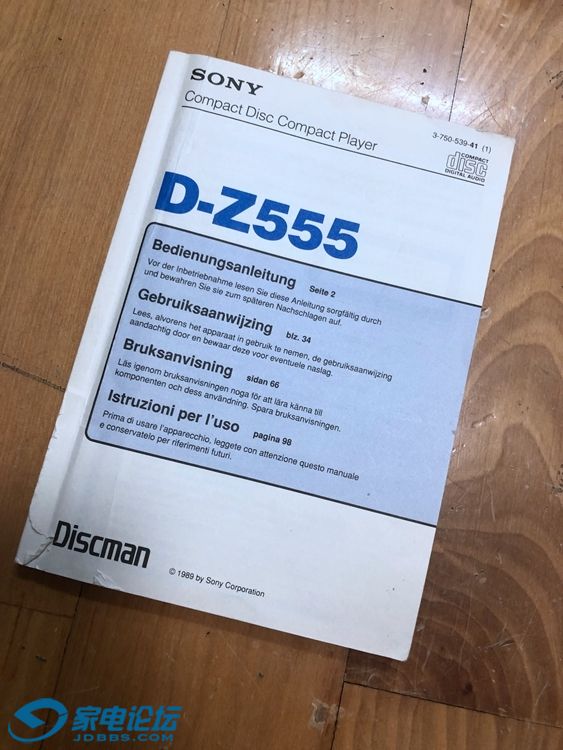 SONY
Compact Disc Compact Player
3-750-539-41 (1)
COMPACT
disc
DIGITAL AUDIO
D-Z555
Bedienungsanleitung Seite 2
Vor der Inbetriebnahme lesen Sie diese Anleitung sorgfältig durch
und bewahren Sie sie zum späteren Nachschlagen auf.
Gebruiksaanwijzing blz. 34
Lees, alvorens het apparaat in gebruik te nemen, de gebruiksaanwijzing
aandachtig door en bewaar deze voor eventuele naslag.
Bruksanvisning sidan 66
Läs igenom bruksanvisningen noga för att lära känna till
komponenten och dess användning. Spara bruksanvisningen.
Istruzioni per l'uso pagina 98
Prima di usare l'apparecchio, leggete con attenzione questo manuale
e conservatelo per riferimenti futuri.
Discman
© 1989 by Sony Corporation
家电论坛
JDBBS.COM